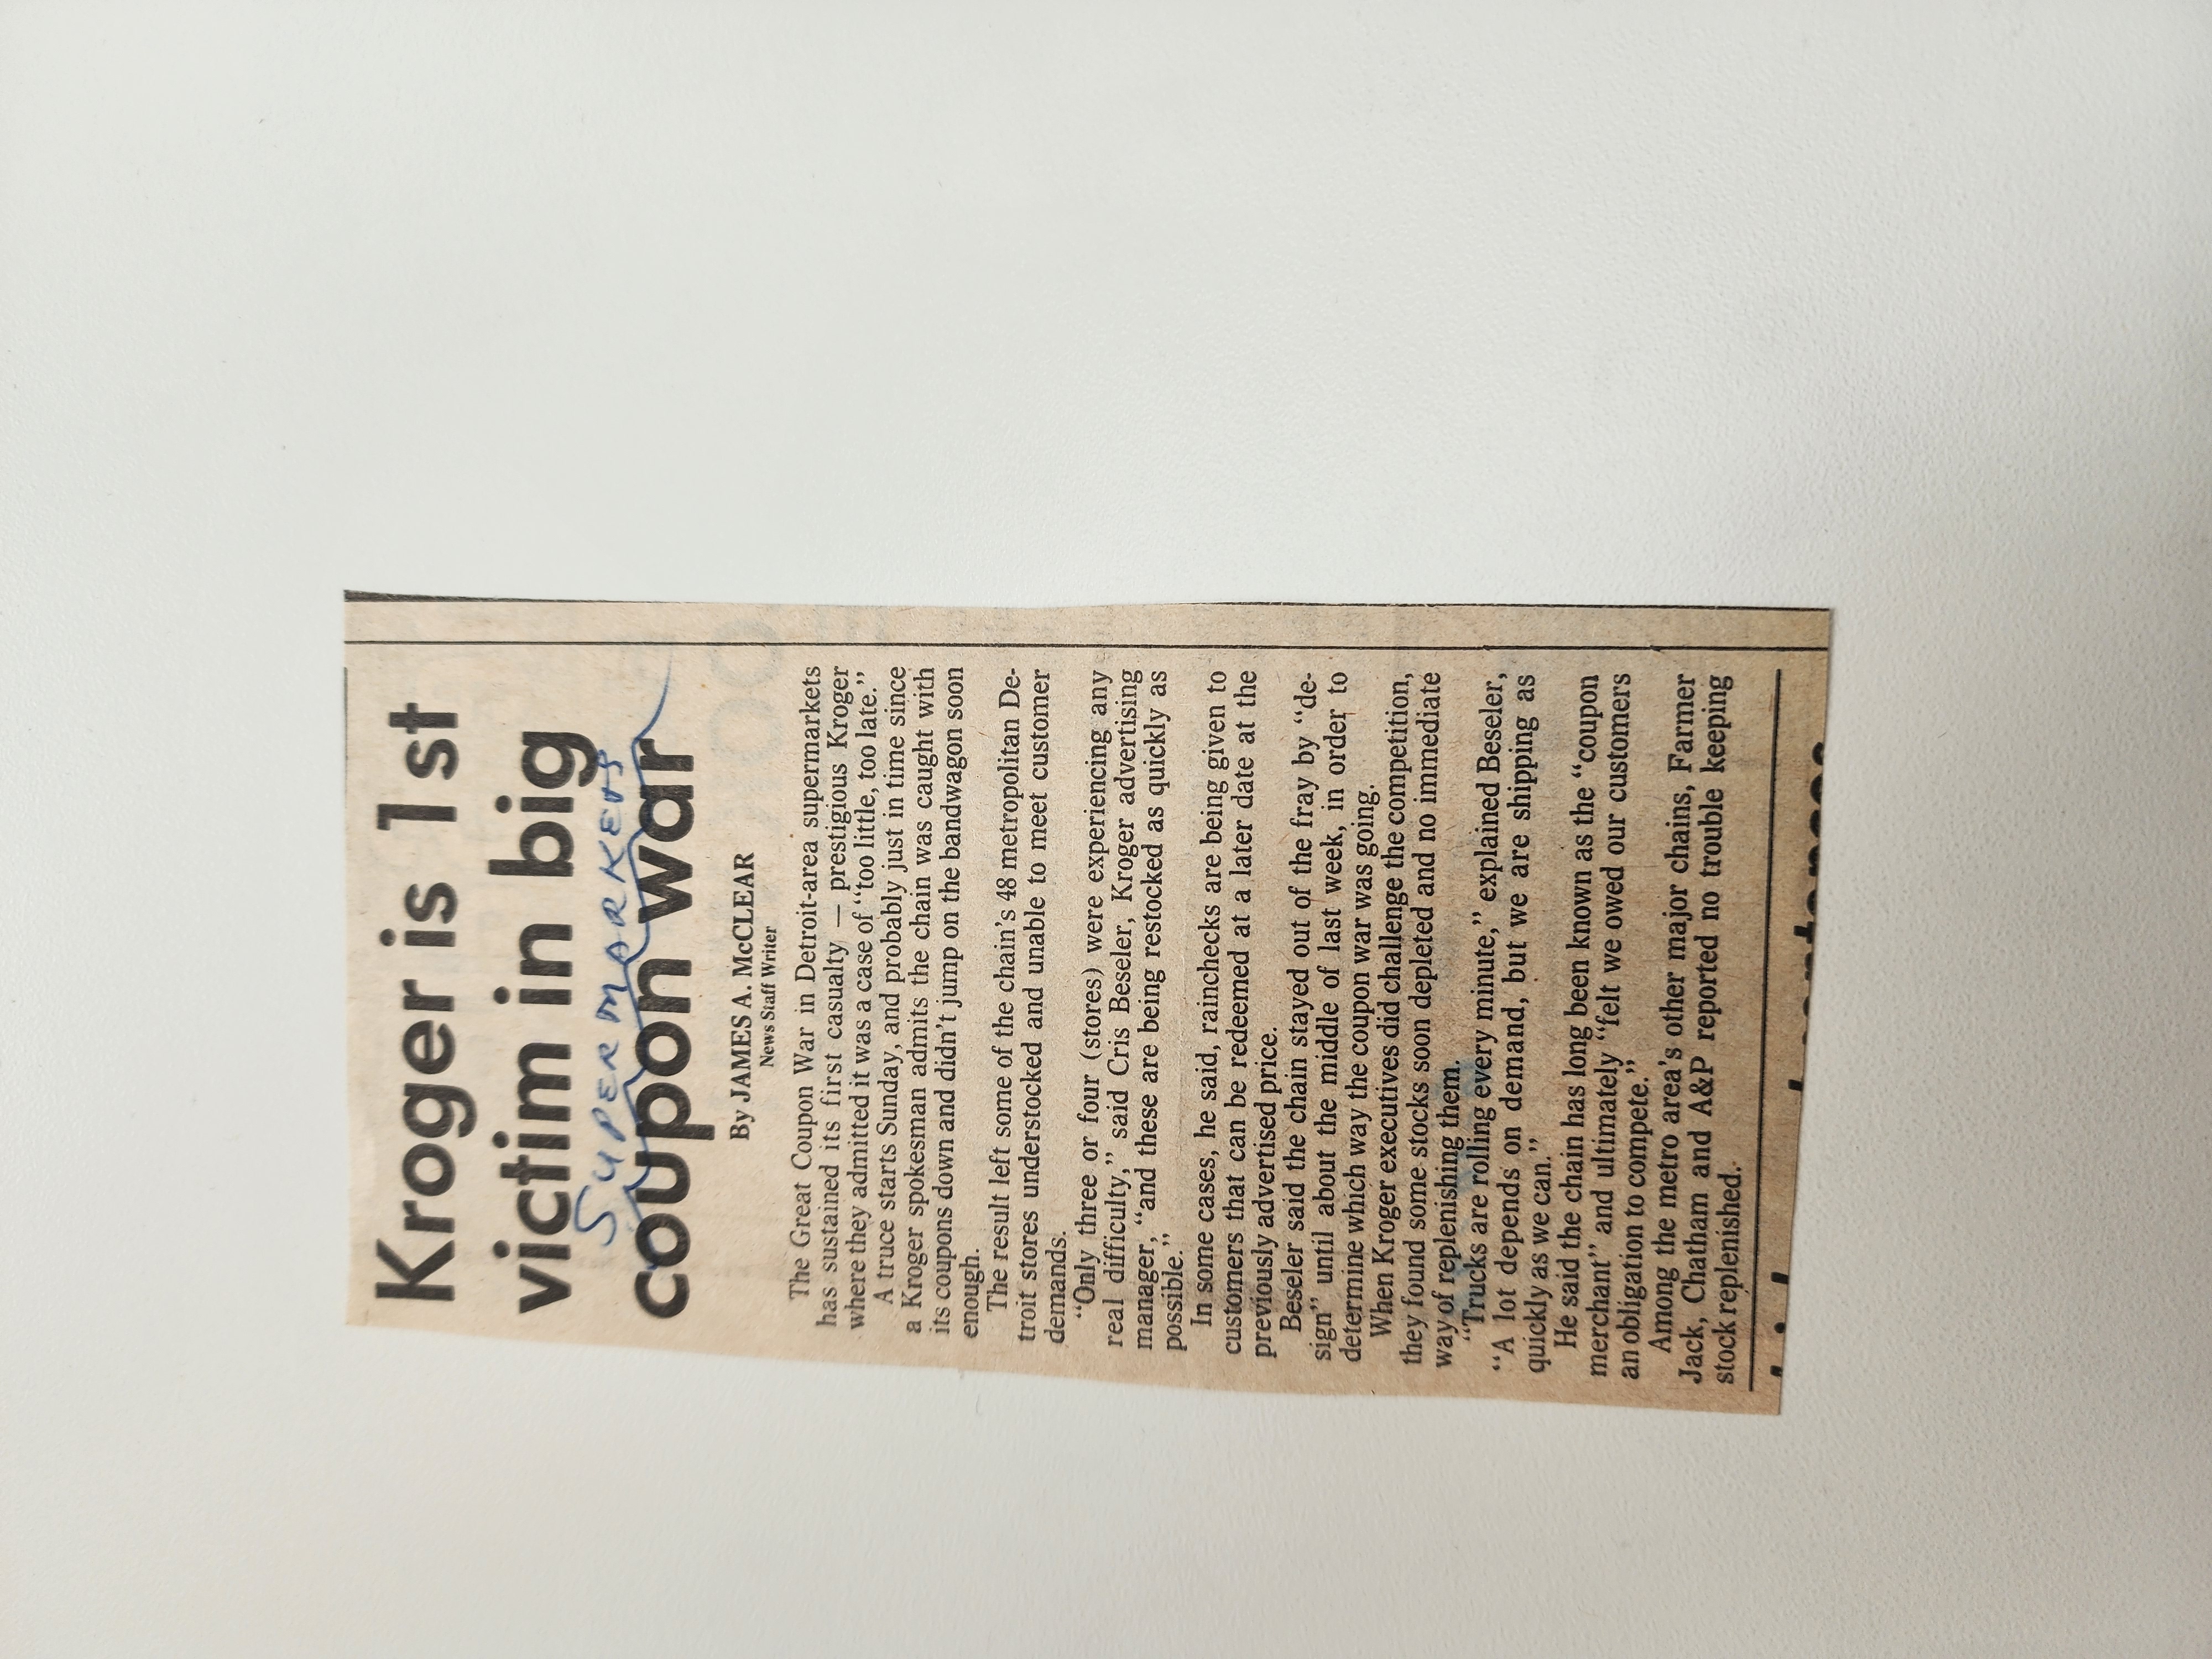 Kroger is 1st
victim in big
SUPERMARKETS
coupon war
By JAMES A. McCLEAR
News Staff Writer
The Great Coupon War in Detroit-area supermarkets
has sustained its first casualty — prestigious Kroger
where they admitted it was a case of “too little, too late.”
A truce starts Sunday, and probably just in time since
a Kroger spokesman admits the chain was caught with
its coupons down and didn’t jump on the bandwagon soon
enough.
The result left some of the chain’s 48 metropolitan De-
troit stores understocked and unable to meet customer
demands.
“Only three or four (stores) were experiencing any
real difficulty,” said Cris Beseler, Kroger advertising
manager, “and these are being restocked as quickly as
possible.”
In some cases, he said, rainchecks are being given to
customers that can be redeemed at a later date at the
previously advertised price.
Beseler said the chain stayed out of the fray by “de-
sign” until about the middle of last week, in order to
determine which way the coupon war was going.
When Kroger executives did challenge the competition,
they found some stocks soon depleted and no immediate
way of replenishing them.
“Trucks are rolling every minute,” explained Beseler,
“A lot depends on demand, but we are shipping as
quickly as we can.”
He said the chain has long been known as the “coupon
merchant” and ultimately “felt we owed our customers
an obligation to compete.”
Among the metro area’s other major chains, Farmer
Jack, Chatham and A&P reported no trouble keeping
stock replenished.